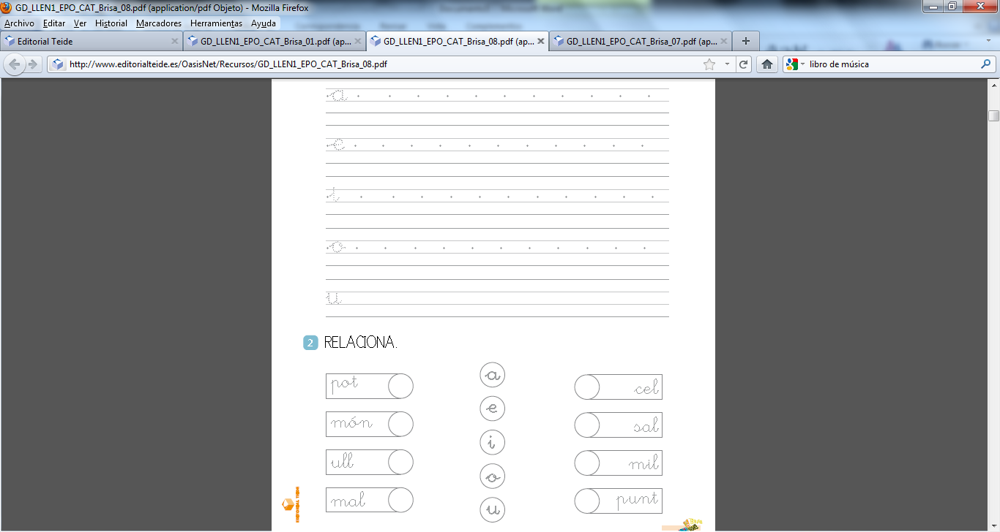 GD_LLEN1_EPO_CAT_Brisa_08.pdf (application/pdf Objeto) - Mozilla Firefox
Archivo Editar Ver Historial Marcadores Herramientas Ayuda
Editorial Teide GD_LLEN1_EPO_CAT_Brisa_01.pdf (ap... GD_LLEN1_EPO_CAT_Brisa_08.pdf (ap... GD_LLEN1_EPO_CAT_Brisa_07.pdf (ap...
http://www.editorialteide.es/OasisNet/Recursos/GD_LLEN1_EPO_CAT_Brisa_08.pdf libro de música
a
e
i
o
u
2 RELACIONA.
pot a cel
món e sal
ull i mil
mal o punt
u
EDITORIAL TEIDE